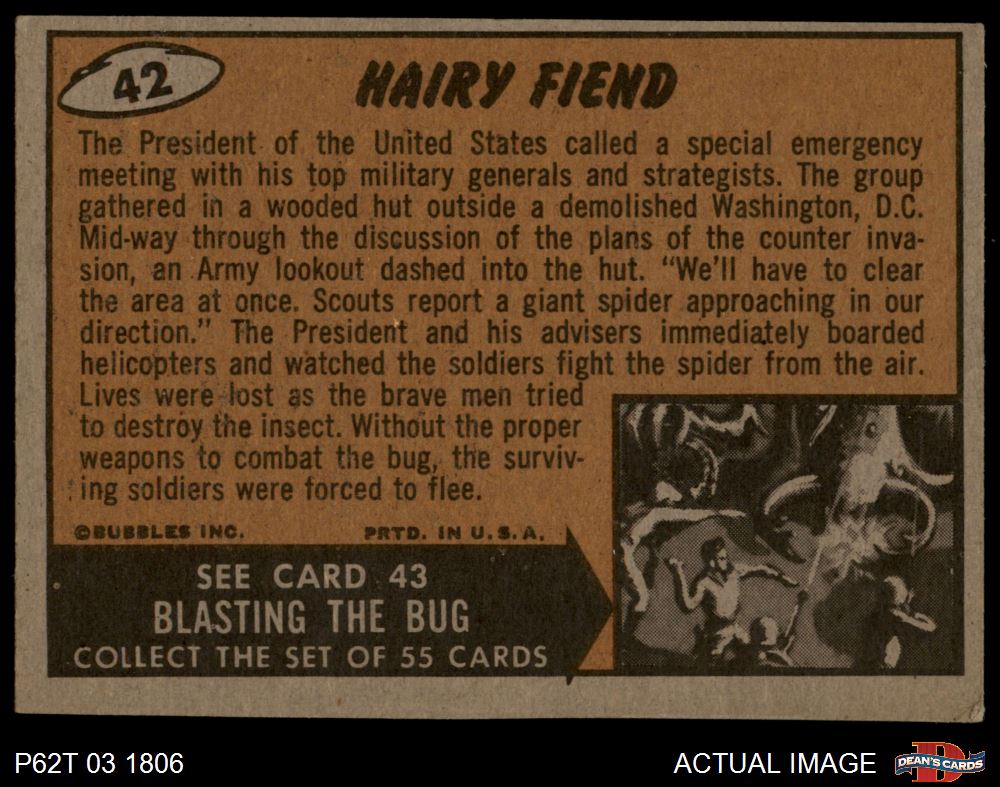 42
HAIRY FIEND
The President of the United States called a special emergency
meeting with his top military generals and strategists. The group
gathered in a wooded hut outside a demolished Washington, D.C.
Mid-way through the discussion of the plans of the counter inva-
sion, an Army lookout dashed into the hut. “We’ll have to clear
the area at once. Scouts report a giant spider approaching in our
direction.” The President and his advisers immediately boarded
helicopters and watched the soldiers fight the spider from the air.
Lives were lost as the brave men tried
to destroy the insect. Without the proper
weapons to combat the bug, the surviv-
ing soldiers were forced to flee.
©BUBBLES INC. PRTD. IN U.S.A.
SEE CARD 43
BLASTING THE BUG
COLLECT THE SET OF 55 CARDS
P62T 03 1806
ACTUAL IMAGE
D
DEAN'S CARDS